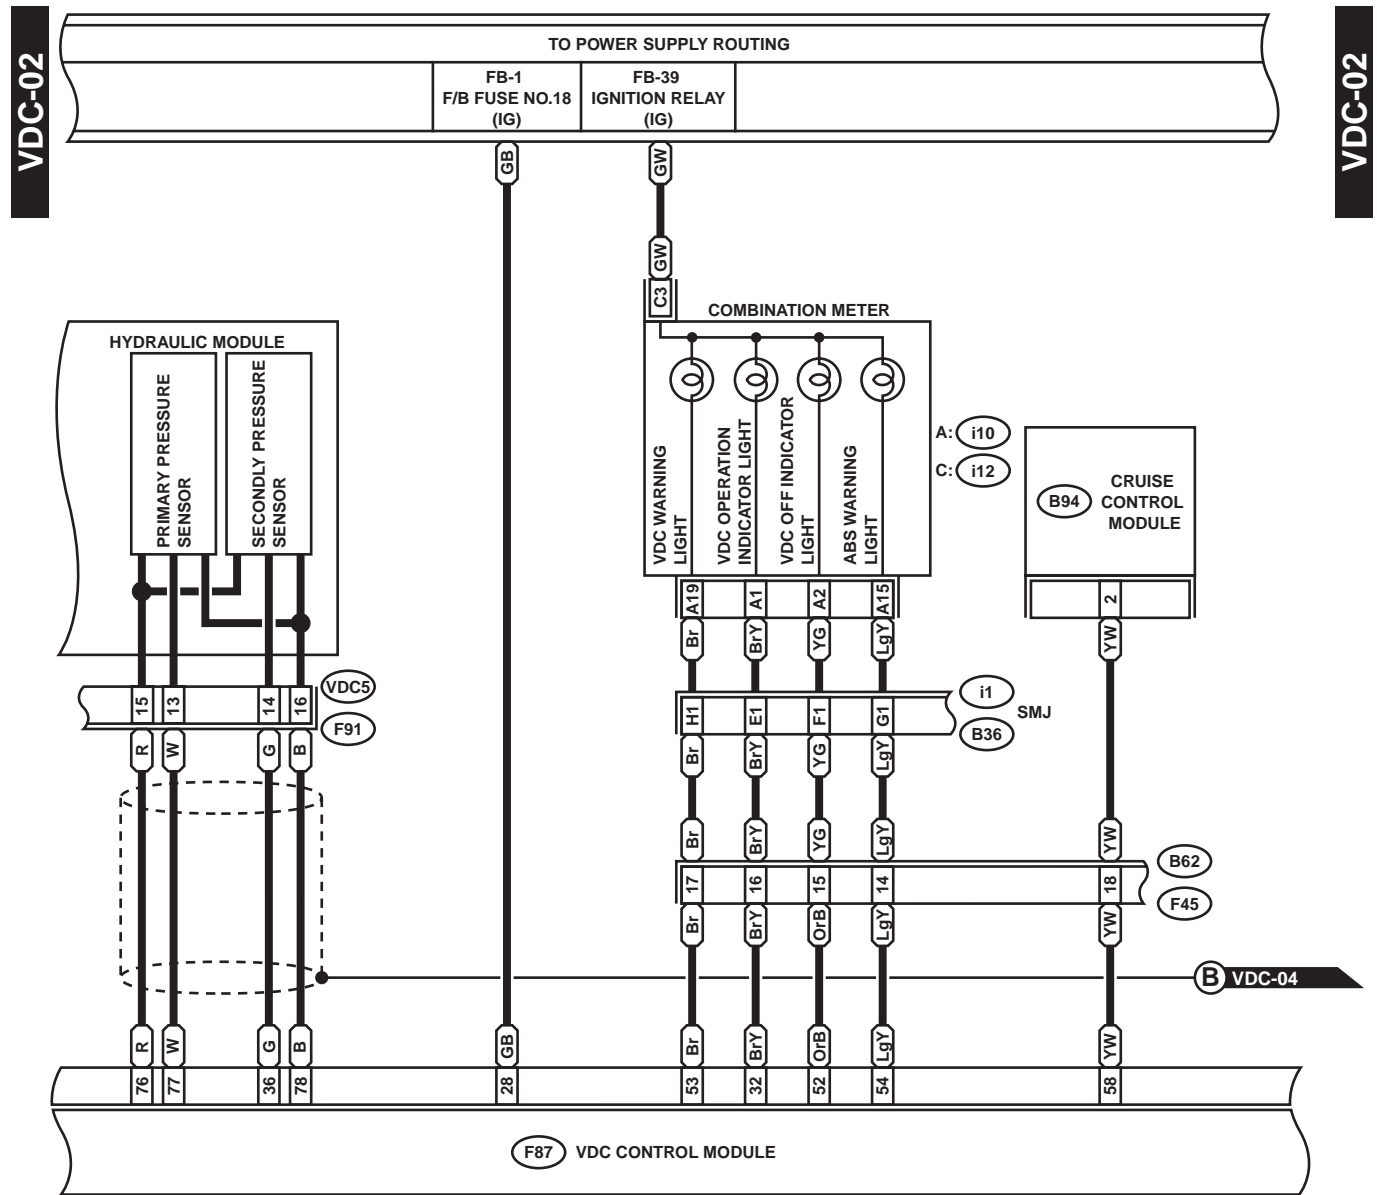 VDC-02
VDC-02
TO POWER SUPPLY ROUTING
FB-1
F/B FUSE NO.18
(IG)
FB-39
IGNITION RELAY
(IG)
GB
GW
GW
C3
COMBINATION METER
HYDRAULIC MODULE
PRIMARY PRESSURE
SENSOR
SECONDLY PRESSURE
SENSOR
VDC WARNING
LIGHT
VDC OPERATION
INDICATOR LIGHT
VDC OFF INDICATOR
LIGHT
ABS WARNING
LIGHT
A: i10
C: i12
B94
CRUISE
CONTROL
MODULE
A19 A1 A2 A15
2
Br BrY YG LgY
YW
15 13 14 16
VDC5
F91
H1 E1 F1 G1
i1
SMJ
B36
R W G B
Br BrY YG LgY
Br BrY YG LgY
YW
17 16 15 14 18
B62
F45
Br BrY OrB LgY YW
B VDC-04
R W G B GB Br BrY OrB LgY YW
76 77 36 78 28 53 32 52 54 58
F87 VDC CONTROL MODULE